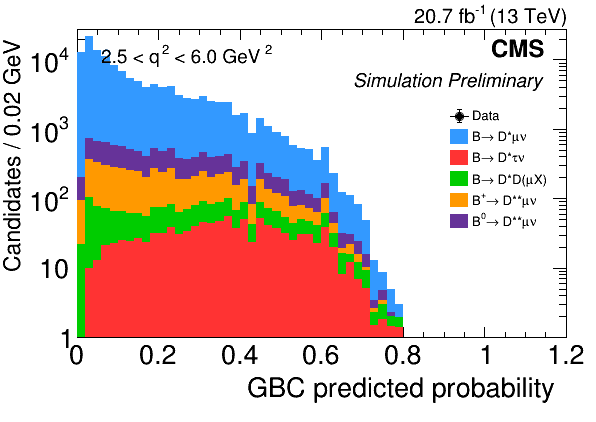 20.7 fb⁻¹ (13 TeV)
2.5 < q² < 6.0 GeV ²
CMS
Simulation Preliminary
Data
B→ D*μν
B→ D*τν
B→ D*D(μX)
B⁺→ D**μν
B⁰→ D**μν
Candidates / 0.02 GeV
10⁴
10³
10²
10
1
0 0.2 0.4 0.6 0.8 1 1.2
GBC predicted probability